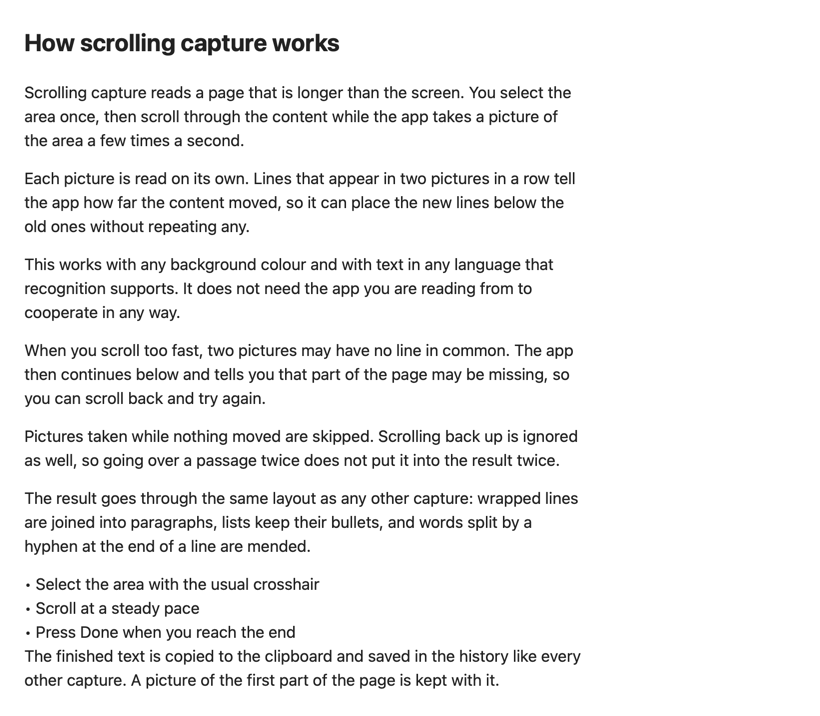 How scrolling capture works
Scrolling capture reads a page that is longer than the screen. You select the
area once, then scroll through the content while the app takes a picture of
the area a few times a second.
Each picture is read on its own. Lines that appear in two pictures in a row tell
the app how far the content moved, so it can place the new lines below the
old ones without repeating any.
This works with any background colour and with text in any language that
recognition supports. It does not need the app you are reading from to
cooperate in any way.
When you scroll too fast, two pictures may have no line in common. The app
then continues below and tells you that part of the page may be missing, so
you can scroll back and try again.
Pictures taken while nothing moved are skipped. Scrolling back up is ignored
as well, so going over a passage twice does not put it into the result twice.
The result goes through the same layout as any other capture: wrapped lines
are joined into paragraphs, lists keep their bullets, and words split by a
hyphen at the end of a line are mended.
• Select the area with the usual crosshair
• Scroll at a steady pace
• Press Done when you reach the end
The finished text is copied to the clipboard and saved in the history like every
other capture. A picture of the first part of the page is kept with it.